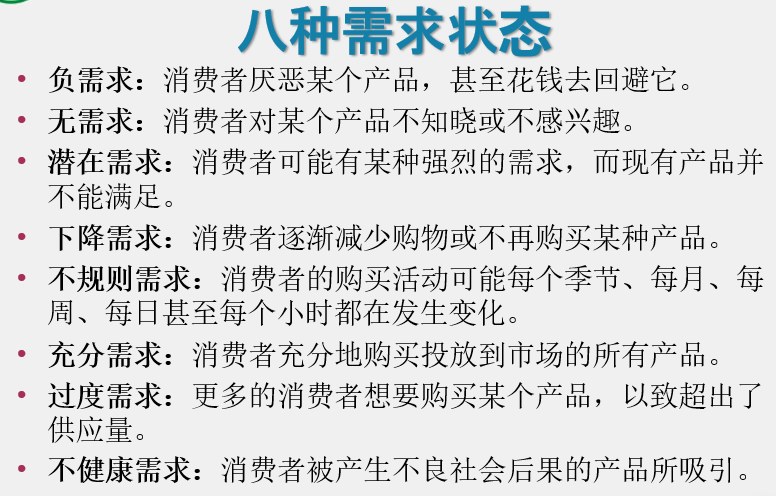 八种需求状态
• 负需求：消费者厌恶某个产品，甚至花钱去回避它。
• 无需求：消费者对某个产品不知晓或不感兴趣。
• 潜在需求：消费者可能有某种强烈的需求，而现有产品并
不能满足。
• 下降需求：消费者逐渐减少购物或不再购买某种产品。
• 不规则需求：消费者的购买活动可能每个季节、每月、每
周、每日甚至每个小时都在发生变化。
• 充分需求：消费者充分地购买投放到市场的所有产品。
• 过度需求：更多的消费者想要购买某个产品，以致超出了
供应量。
• 不健康需求：消费者被产生不良社会后果的产品所吸引。